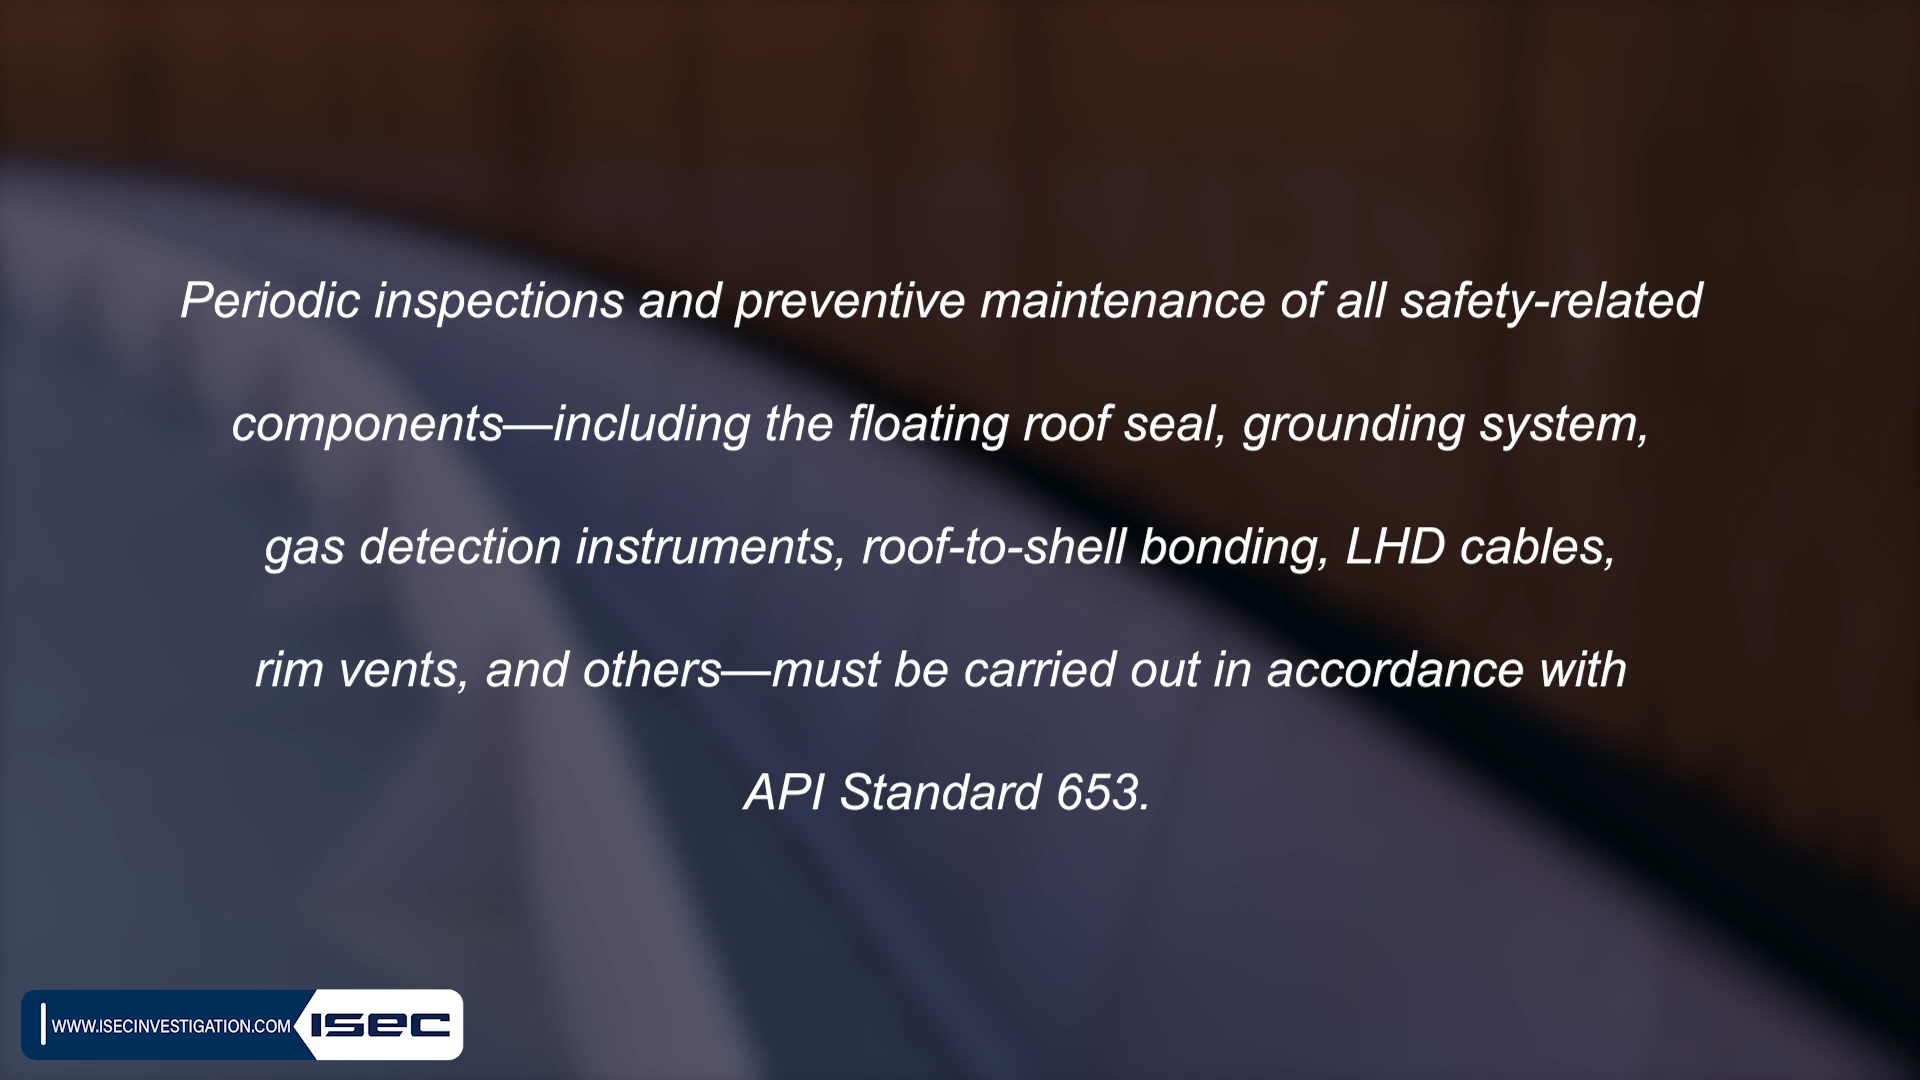 Periodic inspections and preventive maintenance of all safety-related
components—including the floating roof seal, grounding system,
gas detection instruments, roof-to-shell bonding, LHD cables,
rim vents, and others—must be carried out in accordance with
API Standard 653.
WWW.ISECINVESTIGATION.COM ISEC